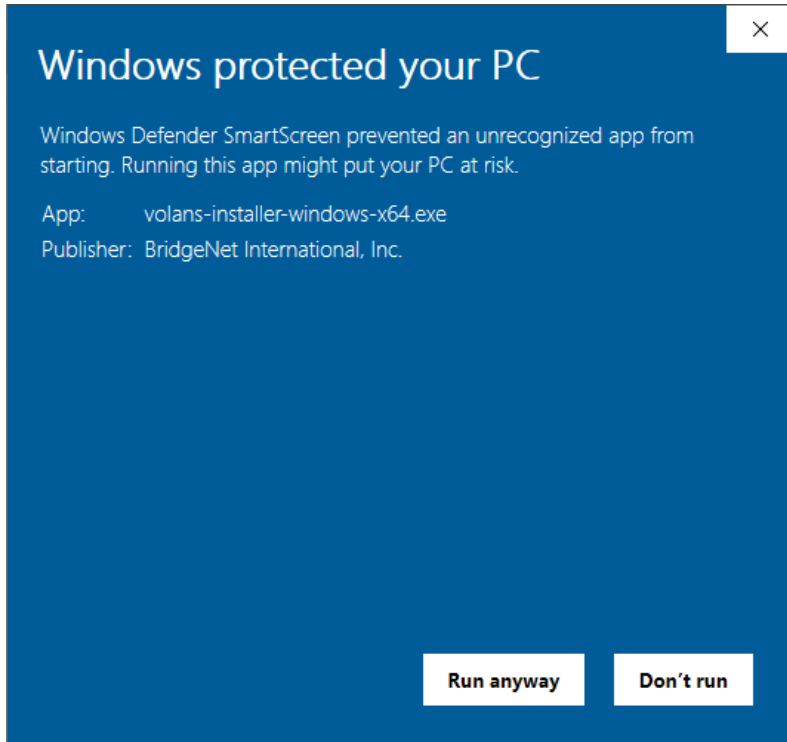 Windows protected your PC
Windows Defender SmartScreen prevented an unrecognized app from
starting. Running this app might put your PC at risk.
App: volans-installer-windows-x64.exe
Publisher: BridgeNet International, Inc.
Run anyway Don’t run